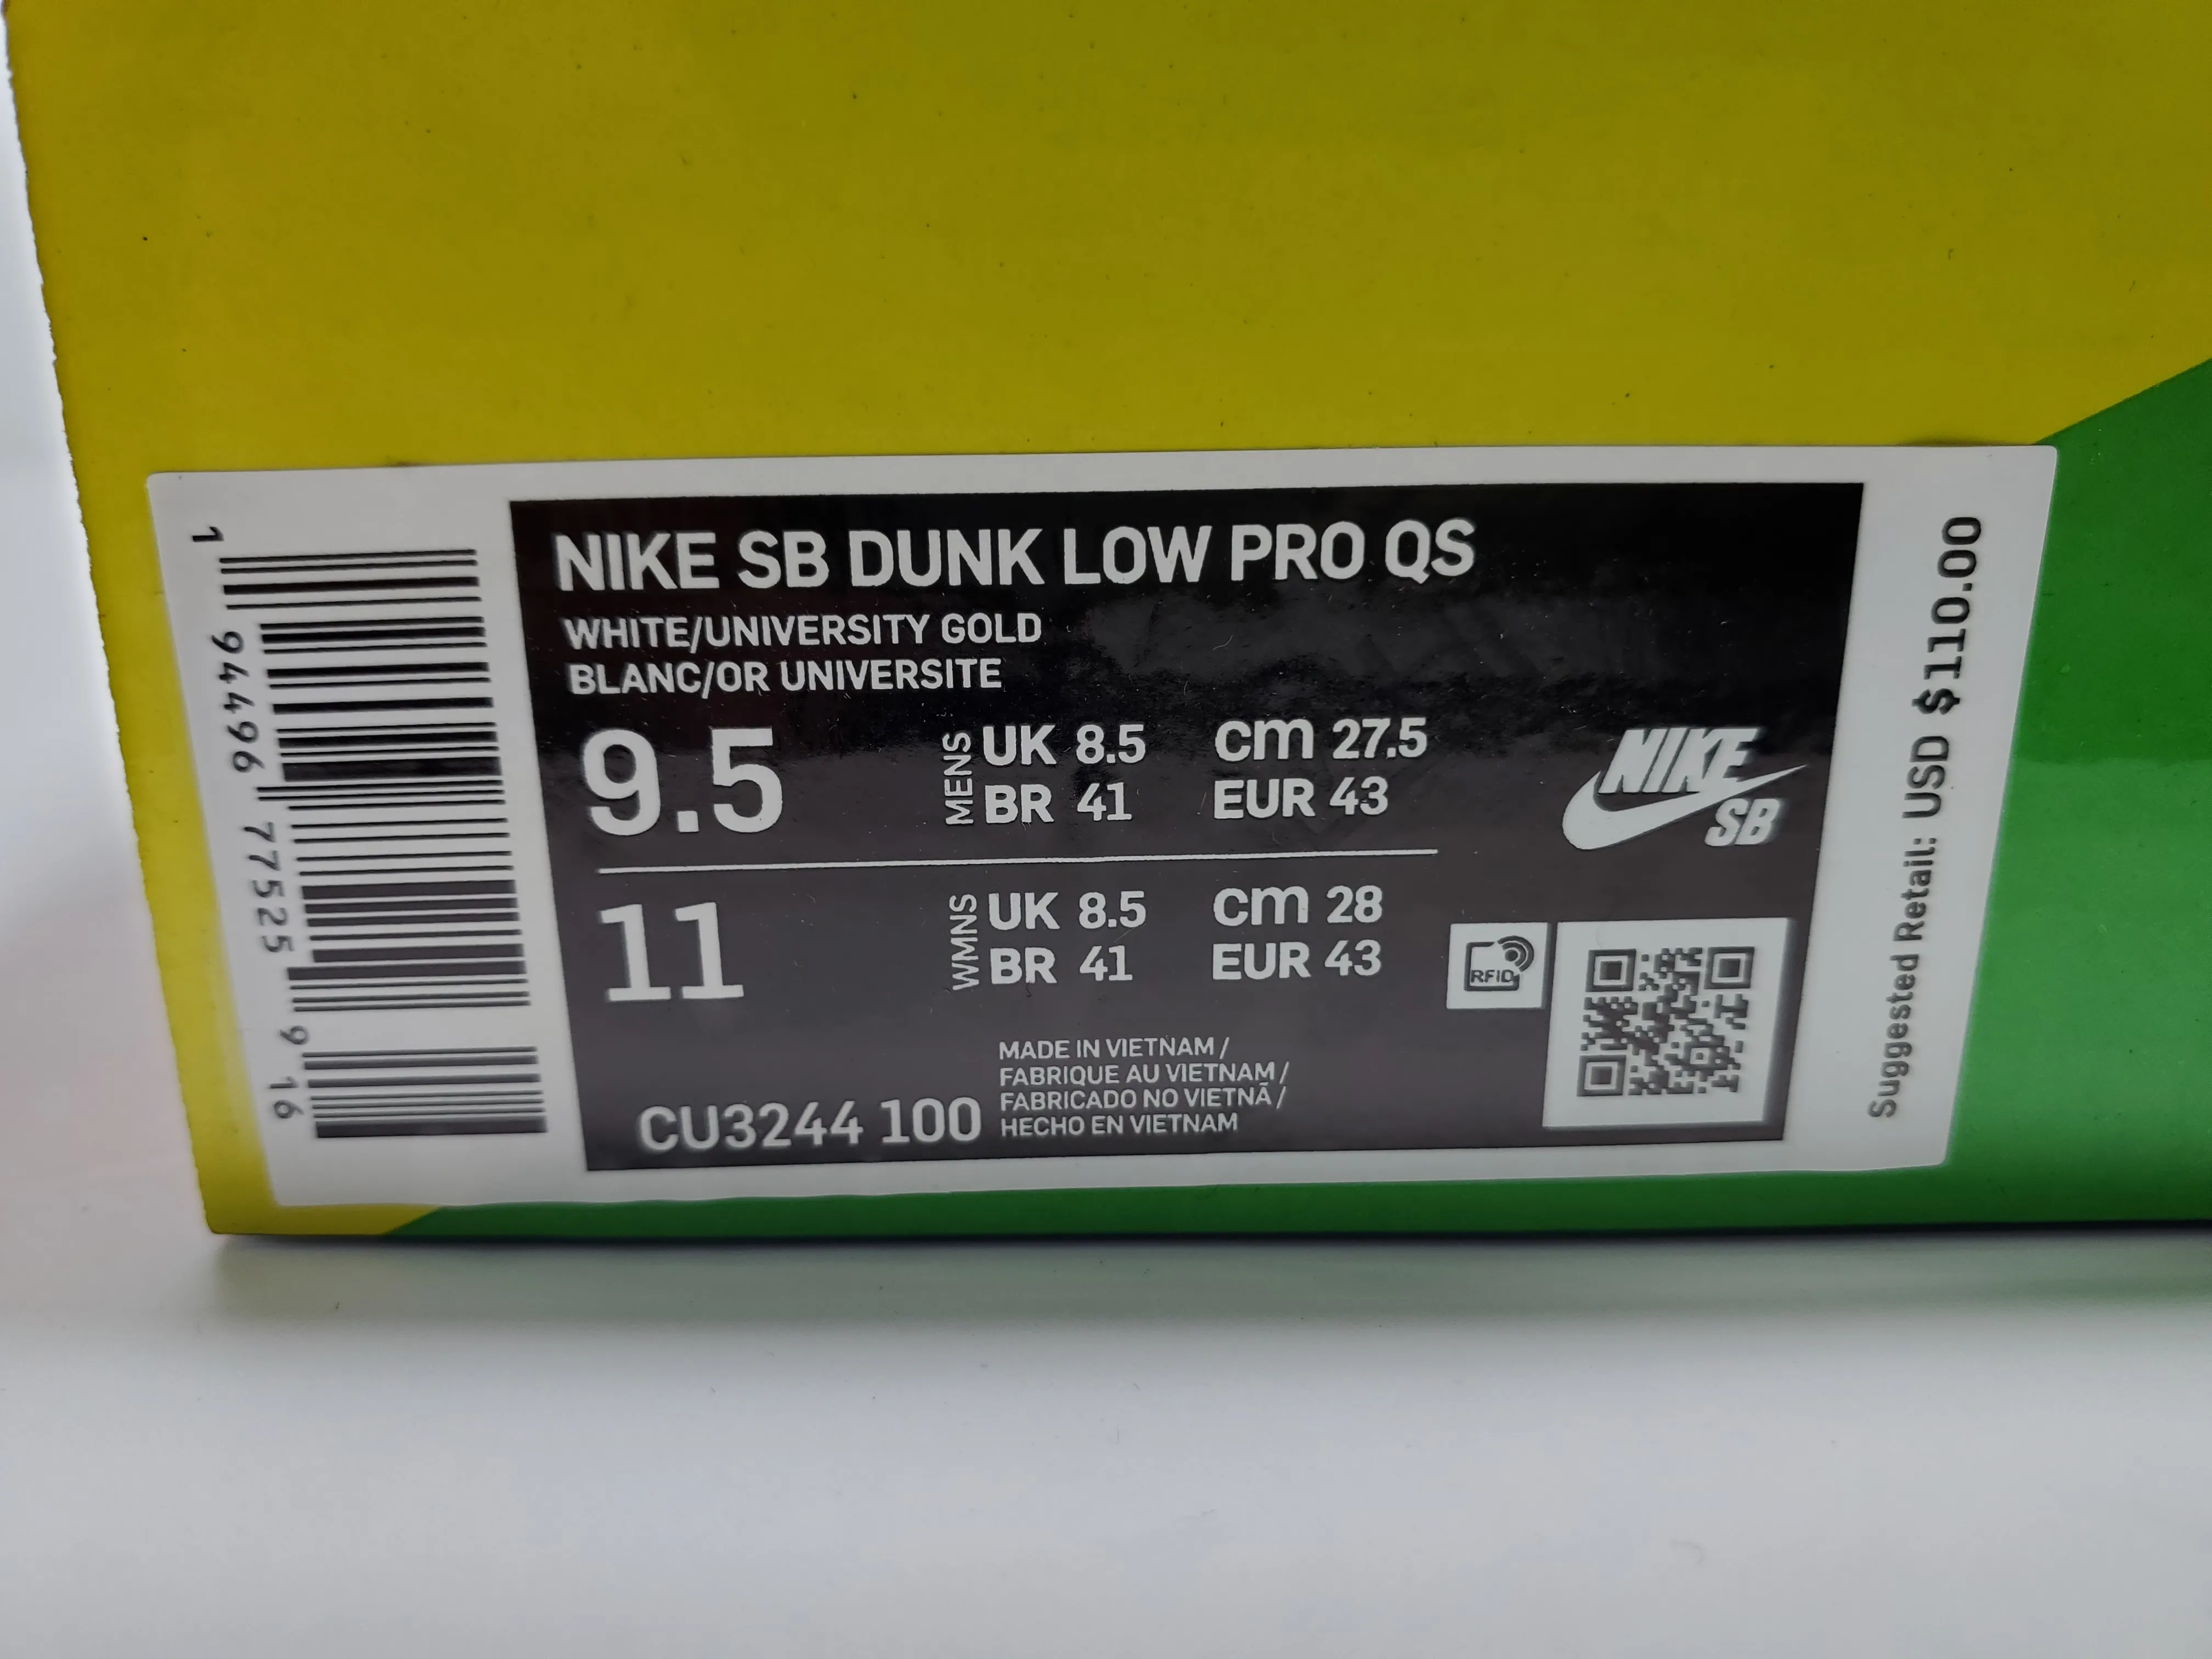 NIKE SB DUNK LOW PRO QS
WHITE/UNIVERSITY GOLD
BLANC/OR UNIVERSITE
9.5 MENS UK 8.5 cm 27.5
BR 41 EUR 43
11 WMNS UK 8.5 cm 28
BR 41 EUR 43
NIKE
SB
RFID
CU3244 100
MADE IN VIETNAM /
FABRIQUE AU VIETNAM /
FABRICADO NO VIETNÃ /
HECHO EN VIETNAM
1 94496 77525 9 16
Suggested Retail: USD $110.00